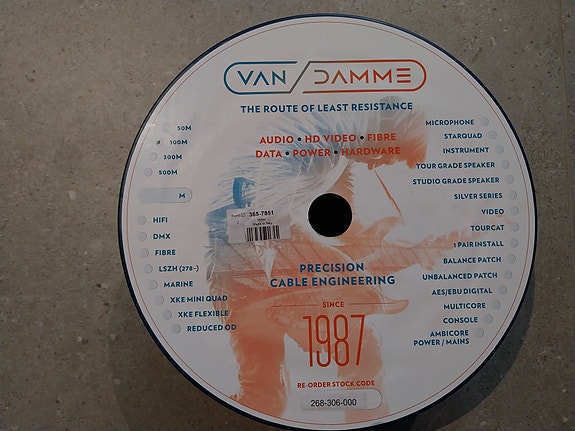 VAN DAMME
THE ROUTE OF LEAST RESISTANCE
AUDIO • HD VIDEO • FIBRE
DATA • POWER • HARDWARE
50M
100M
300M
500M
M
HIFI
DMX
FIBRE
LSZH (278-)
MARINE
XKE MINI QUAD
XKE FLEXIBLE
REDUCED OD
MICROPHONE
STARQUAD
INSTRUMENT
TOUR GRADE SPEAKER
STUDIO GRADE SPEAKER
SILVER SERIES
VIDEO
TOURCAT
1 PAIR INSTALL
BALANCE PATCH
UNBALANCED PATCH
AES/EBU DIGITAL
MULTICORE
CONSOLE
AMBICORE
POWER / MAINS
368-7851
PRECISION
CABLE ENGINEERING
SINCE
1987
RE-ORDER STOCK CODE
268-306-000